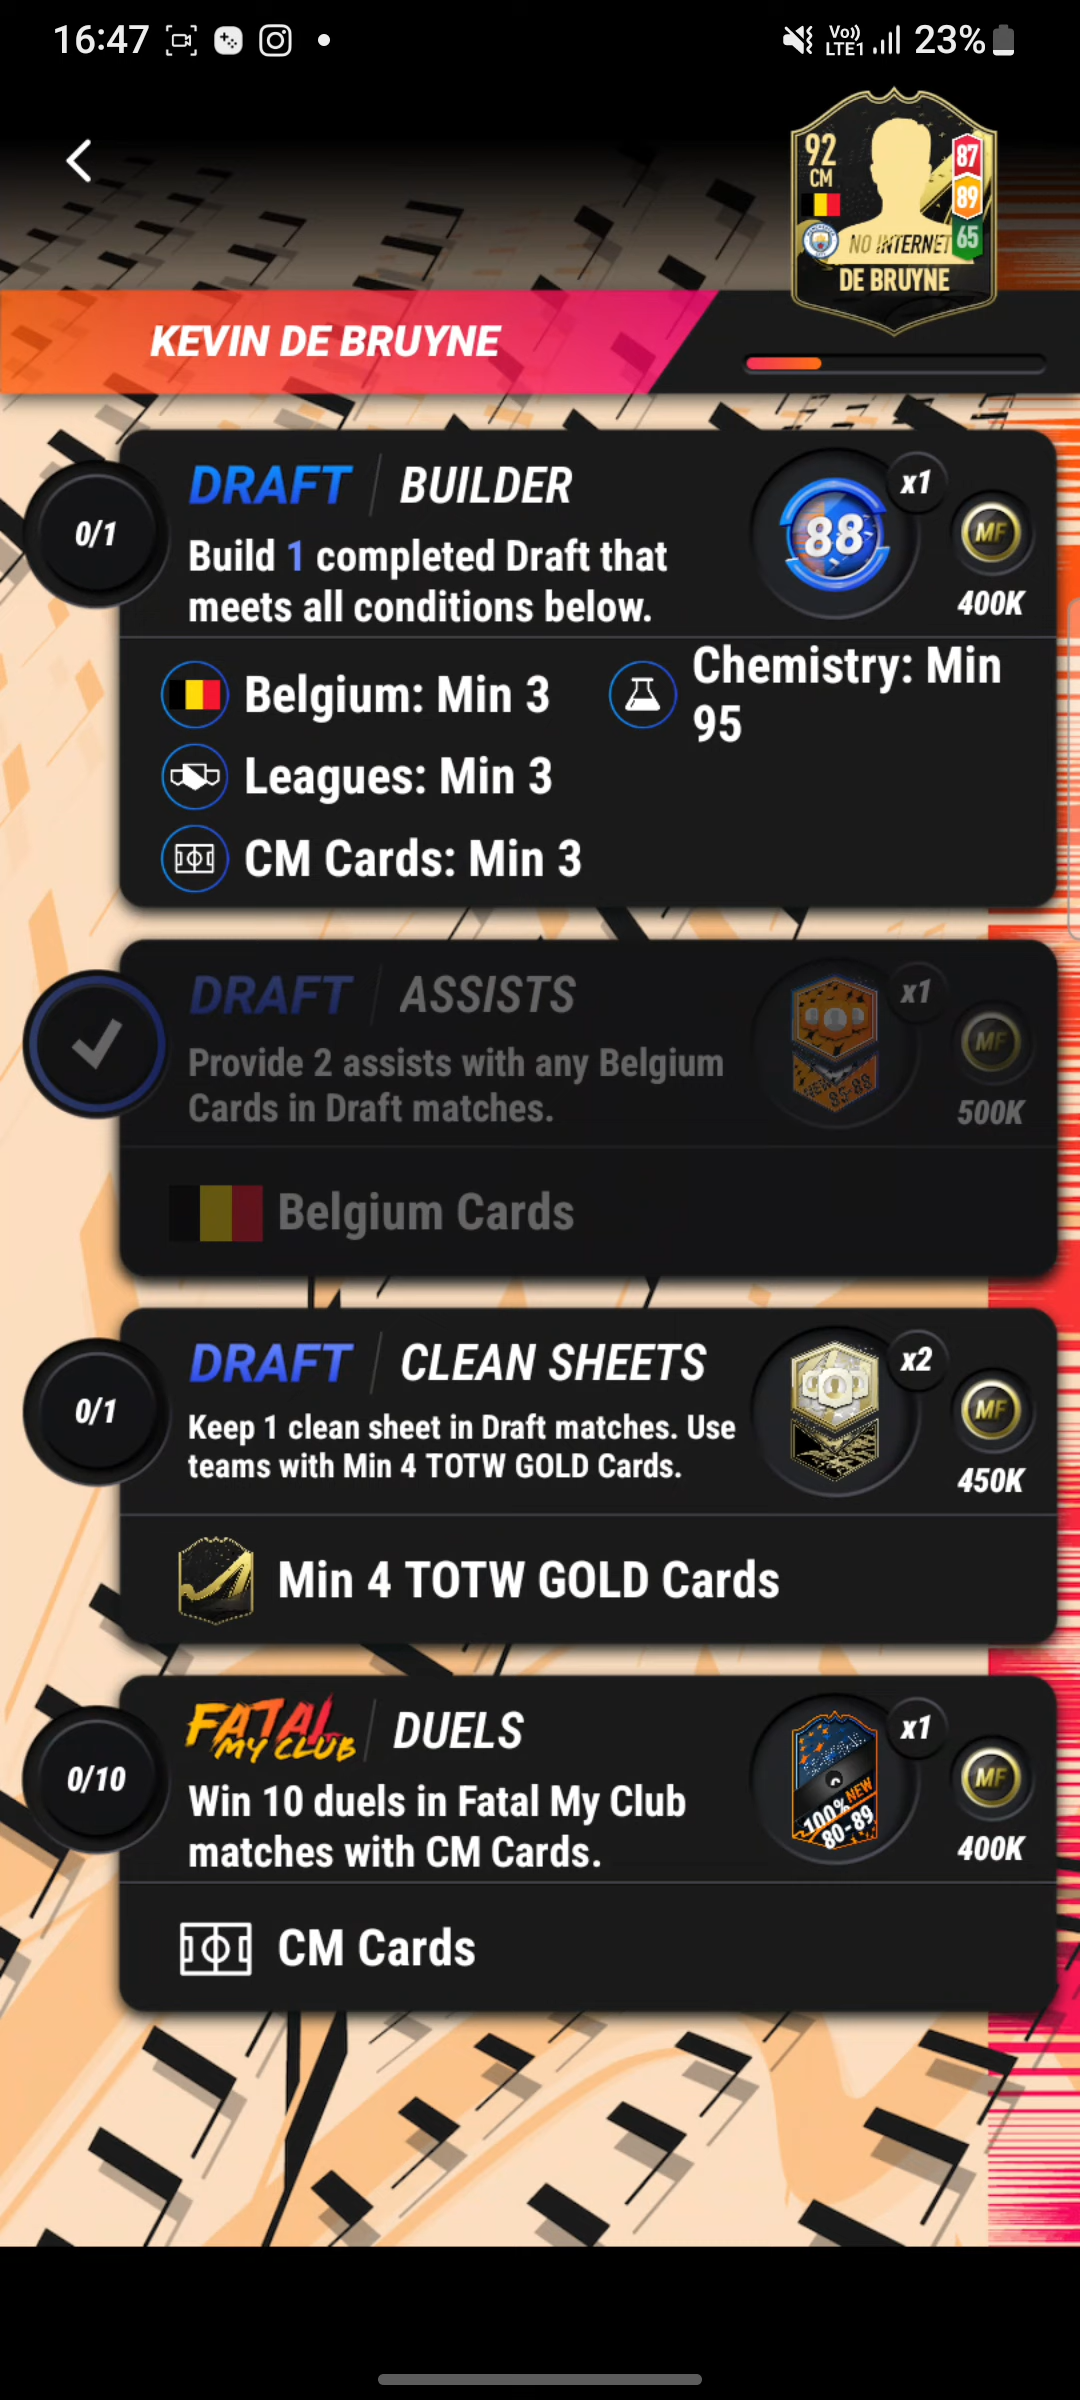 16:47
Vo))
LTE1
23%
92
CM
87
89
65
NO INTERNET
DE BRUYNE
KEVIN DE BRUYNE
0/1
DRAFT
BUILDER
Build 1 completed Draft that
meets all conditions below.
88
x1
MF
400K
Belgium: Min 3
Chemistry: Min
95
Leagues: Min 3
CM Cards: Min 3
DRAFT
ASSISTS
Provide 2 assists with any Belgium
Cards in Draft matches.
NEW
85-88
x1
MF
500K
Belgium Cards
0/1
DRAFT
CLEAN SHEETS
Keep 1 clean sheet in Draft matches. Use
teams with Min 4 TOTW GOLD Cards.
x2
MF
450K
Min 4 TOTW GOLD Cards
0/10
FATAL
MY CLUB
DUELS
Win 10 duels in Fatal My Club
matches with CM Cards.
100% NEW
80-89
x1
MF
400K
CM Cards